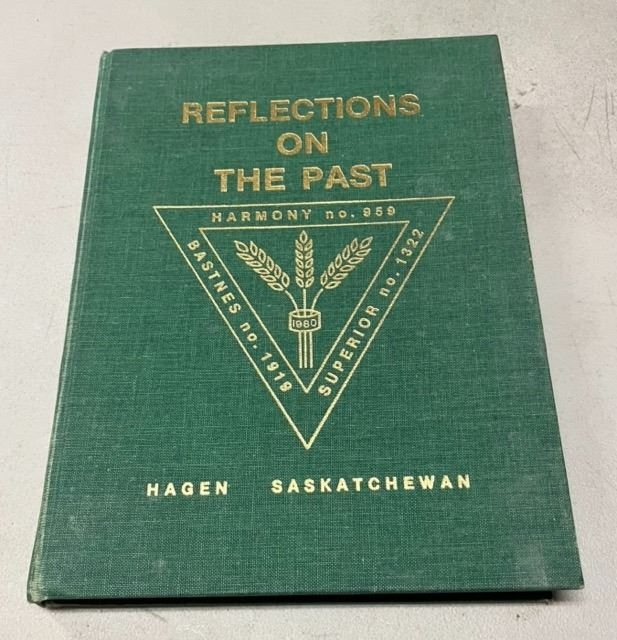 REFLECTIONS
ON
THE PAST
HARMONY no. 959
BASTNES no. 1919
SUPERIOR no. 1322
1980
HAGEN SASKATCHEWAN